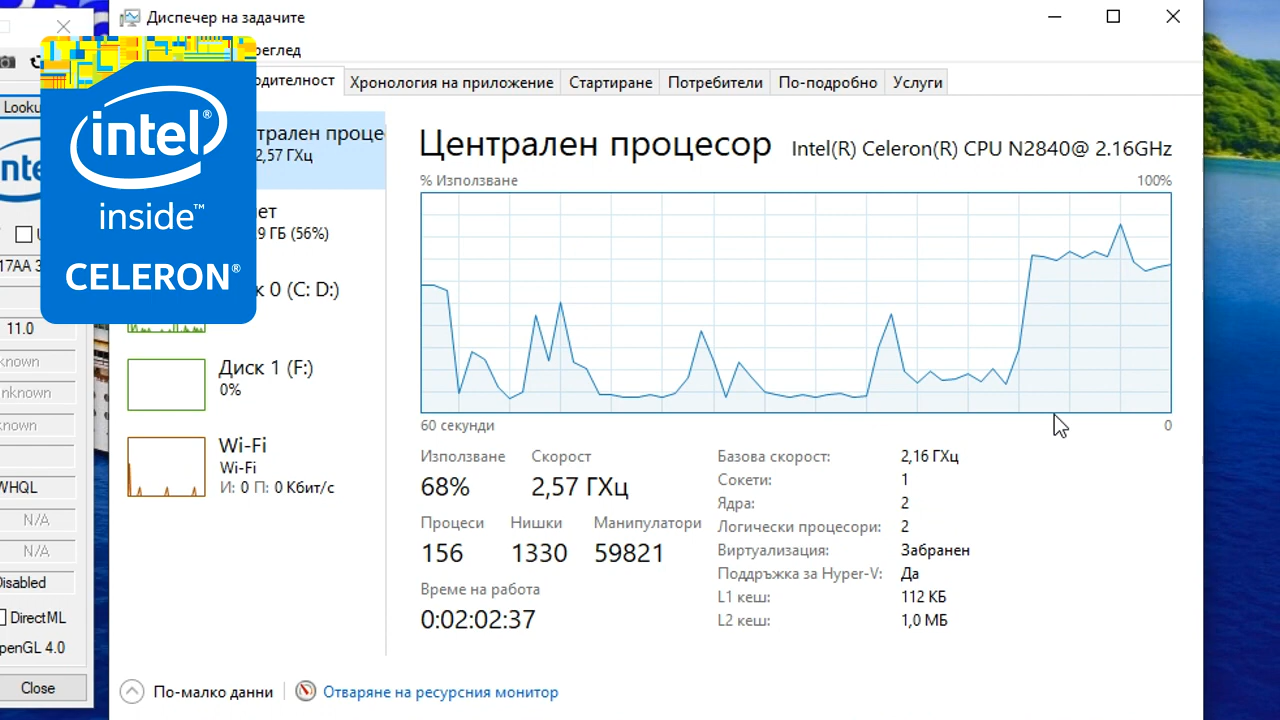 Диспечер на задачите
реглед
Looku
одителност
Хронология на приложение
Стартиране
Потребители
По-подробно
Услуги
intel®
inside™
CELERON®
трален проце
2,57 ГХц
ет
9 ГБ (56%)
к 0 (C: D:)
Диск 1 (F:)
0%
Wi-Fi
Wi-Fi
И: 0 П: 0 Кбит/с
17AA 3
11.0
known
nknown
known
WHQL
N/A
N/A
Disabled
DirectML
penGL 4.0
Close
Централен процесор
Intel(R) Celeron(R) CPU N2840@ 2.16GHz
% Използване
100%
60 секунди
0
Използване
Скорост
68%
2,57 ГХц
Процеси
Нишки
Манипулатори
156
1330
59821
Време на работа
0:02:02:37
Базова скорост: 2,16 ГХц
Сокети: 1
Ядра: 2
Логически процесори: 2
Виртуализация: Забранен
Поддръжка за Hyper-V: Да
L1 кеш: 112 КБ
L2 кеш: 1,0 МБ
По-малко данни
Отваряне на ресурсния монитор